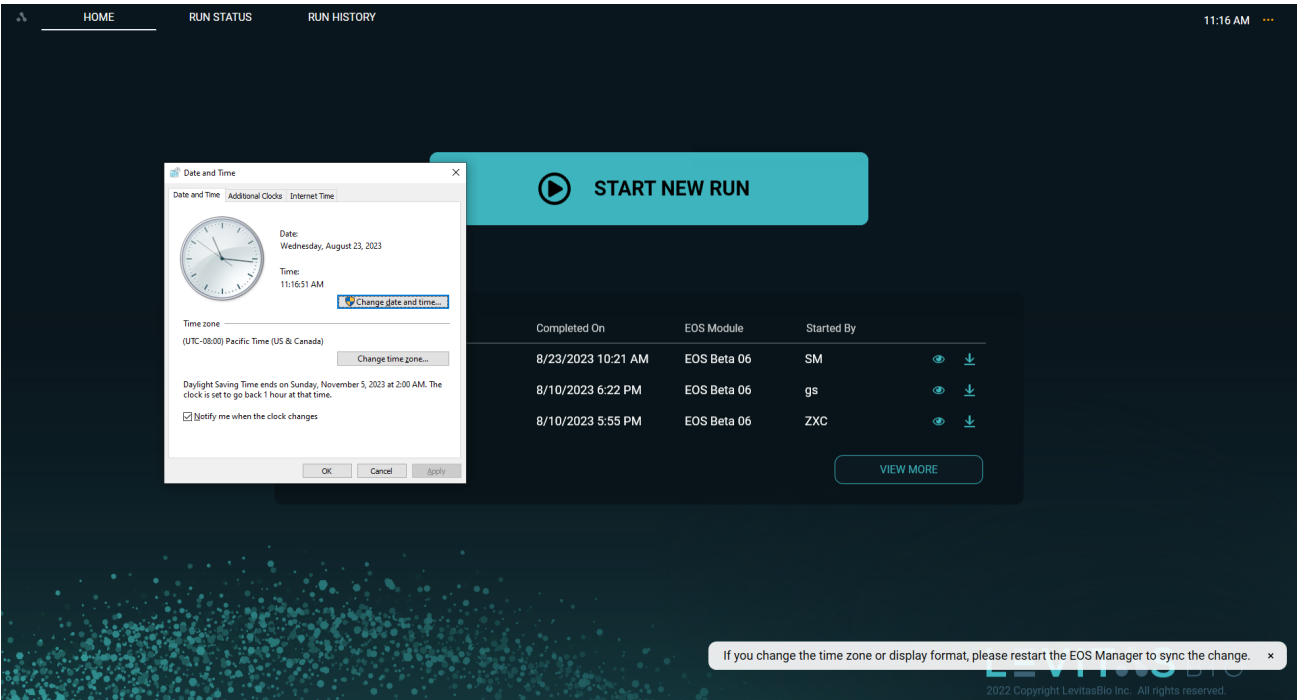 HOME RUN STATUS RUN HISTORY 11:16 AM
START NEW RUN
Date and Time
Date and Time Additional Clocks Internet Time
Date:
Wednesday, August 23, 2023
Time:
11:16:51 AM
Change date and time...
Time zone
(UTC-08:00) Pacific Time (US & Canada)
Change time zone...
Daylight Saving Time ends on Sunday, November 5, 2023 at 2:00 AM. The
clock is set to go back 1 hour at that time.
Notify me when the clock changes
OK Cancel Apply
Completed On EOS Module Started By
8/23/2023 10:21 AM EOS Beta 06 SM
8/10/2023 6:22 PM EOS Beta 06 gs
8/10/2023 5:55 PM EOS Beta 06 ZXC
VIEW MORE
If you change the time zone or display format, please restart the EOS Manager to sync the change. ×
2022 Copyright LevitasBio Inc. All rights reserved.